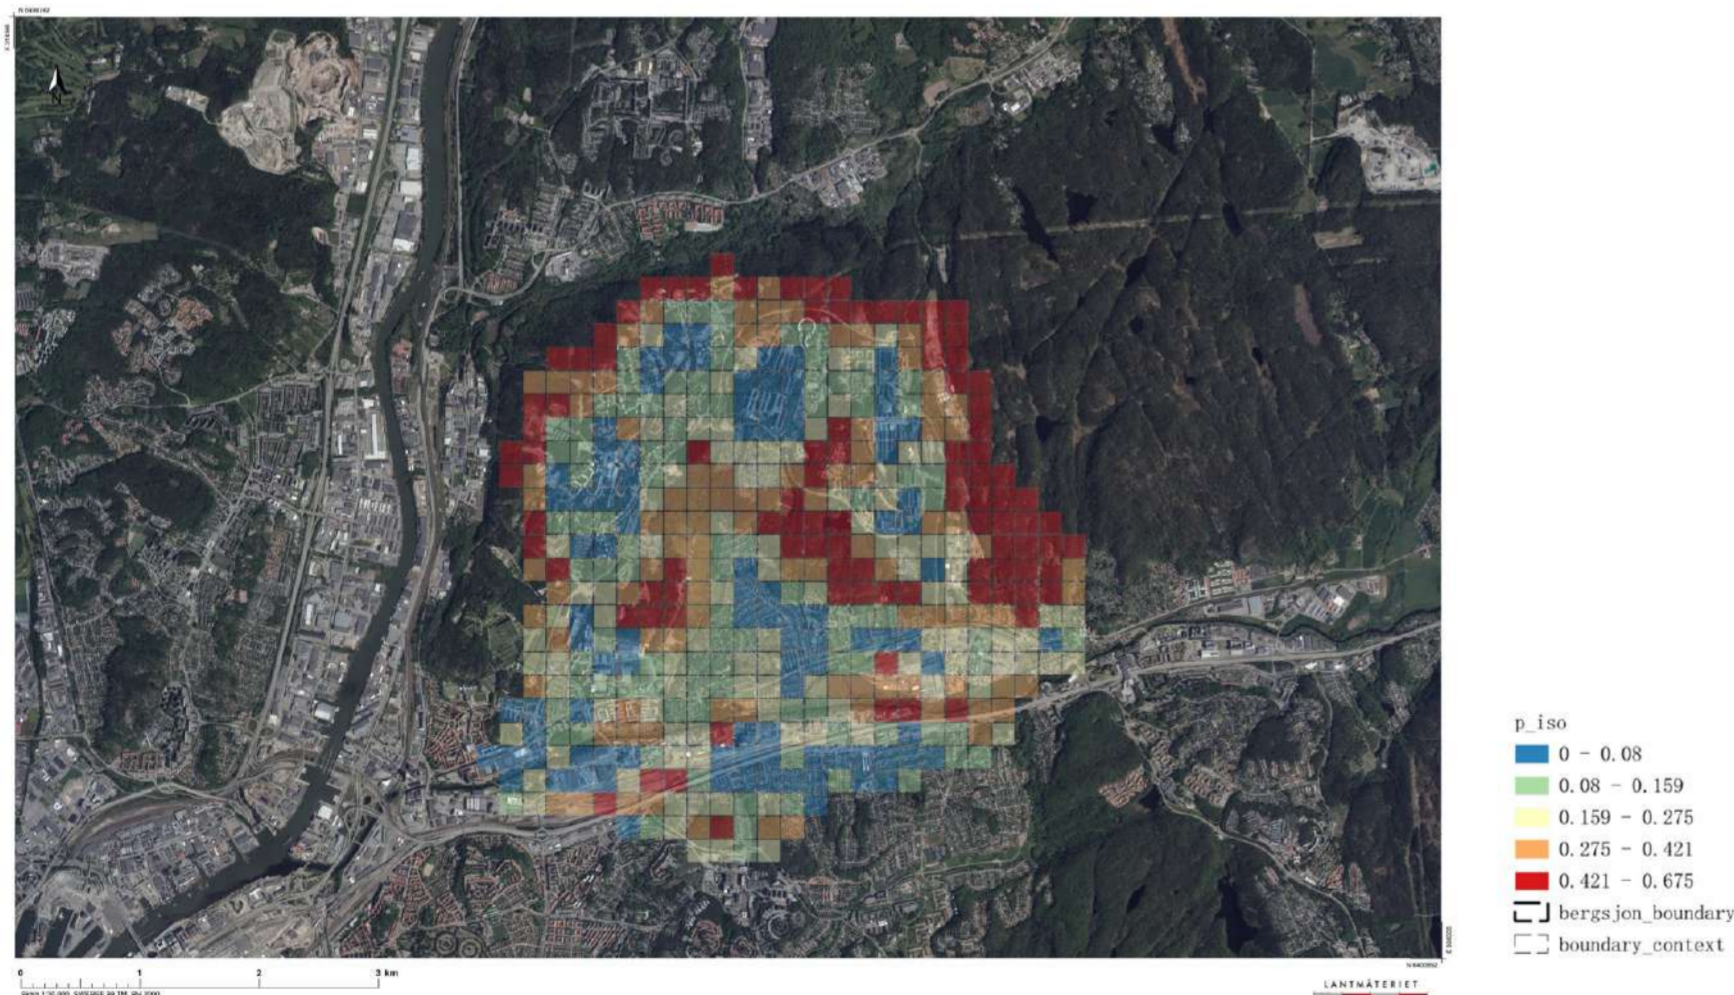 N
p_iso
0 - 0.08
0.08 - 0.159
0.159 - 0.275
0.275 - 0.421
0.421 - 0.675
bergsjon_boundary
boundary_context
0 1 2 3 km
LANTMÄTERIET